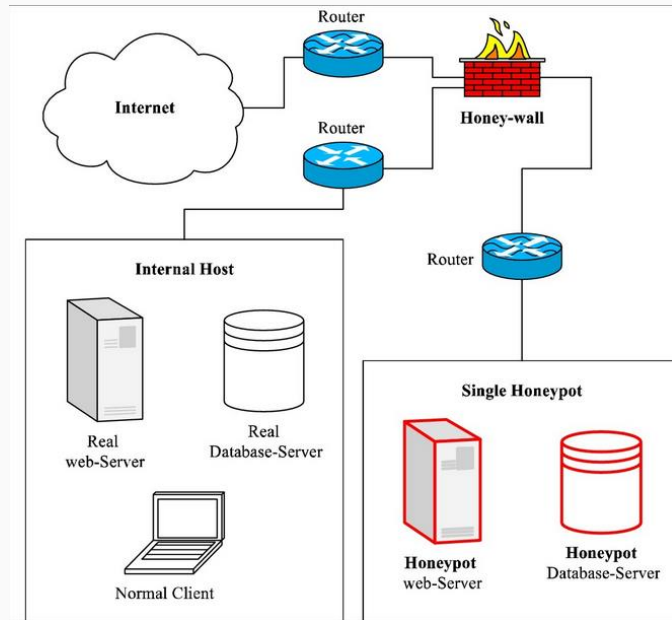 Router
Internet
Honey-wall
Router
Router
Internal Host
Real
web-Server
Real
Database-Server
Normal Client
Single Honeypot
Honeypot
web-Server
Honeypot
Database-Server